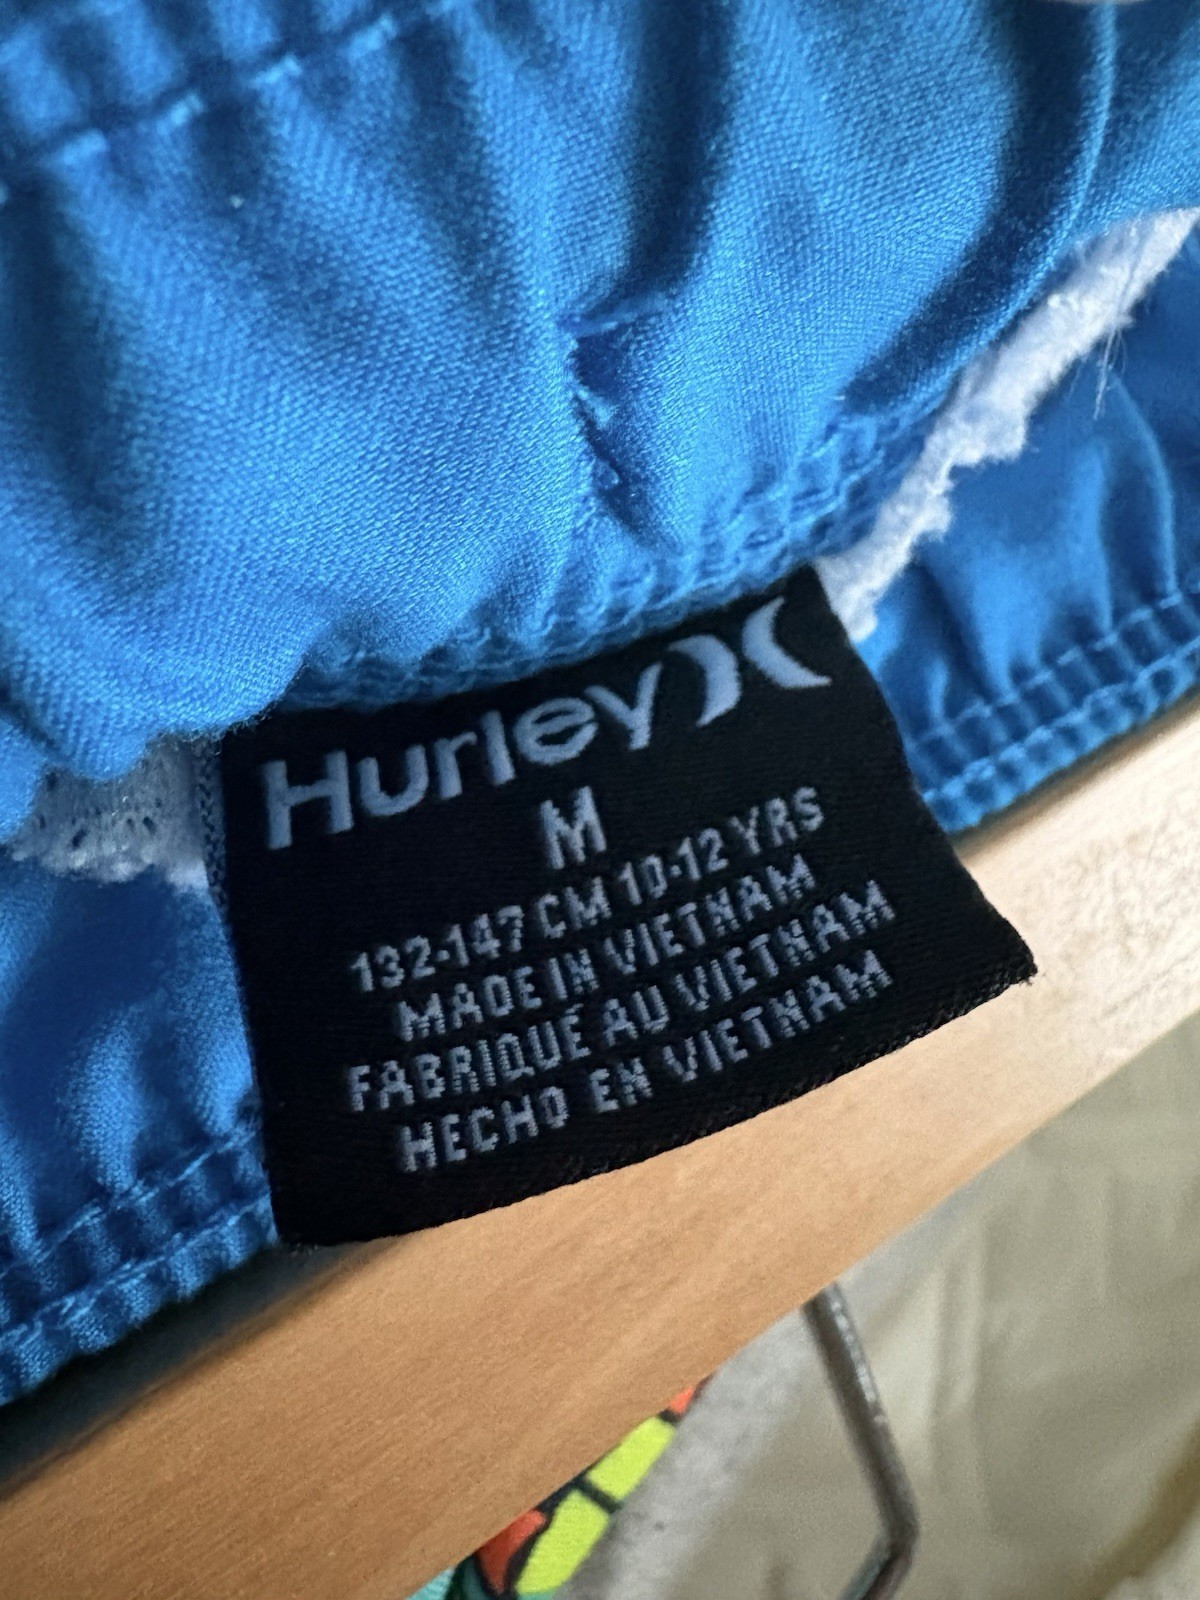 Hurley
M
132-147 CM 10-12 YRS
MADE IN VIETNAM
FABRIQUE AU VIETNAM
HECHO EN VIETNAM